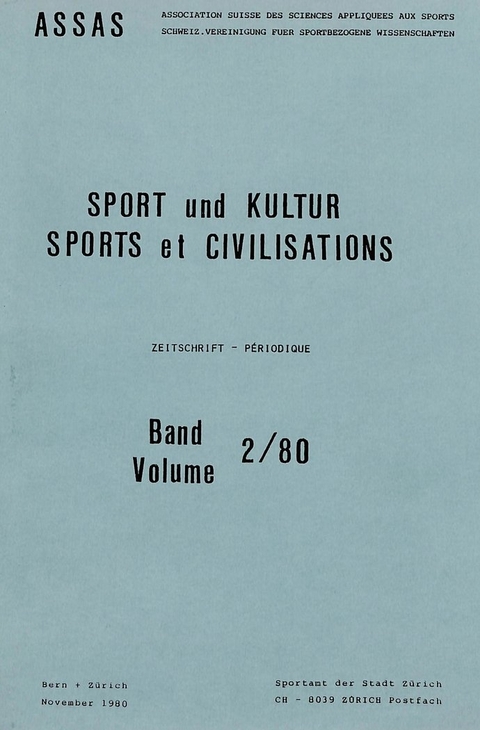 ASSAS
ASSOCIATION SUISSE DES SCIENCES APPLIQUEES AUX SPORTS
SCHWEIZ.VEREINIGUNG FUER SPORTBEZOGENE WISSENSCHAFTEN
SPORT und KULTUR
SPORTS et CIVILISATIONS
ZEITSCHRIFT - PÉRIODIQUE
Band
Volume
2/80
Bern + Zürich
November 1980
Sportamt der Stadt Zürich
CH - 8039 ZÜRICH Postfach